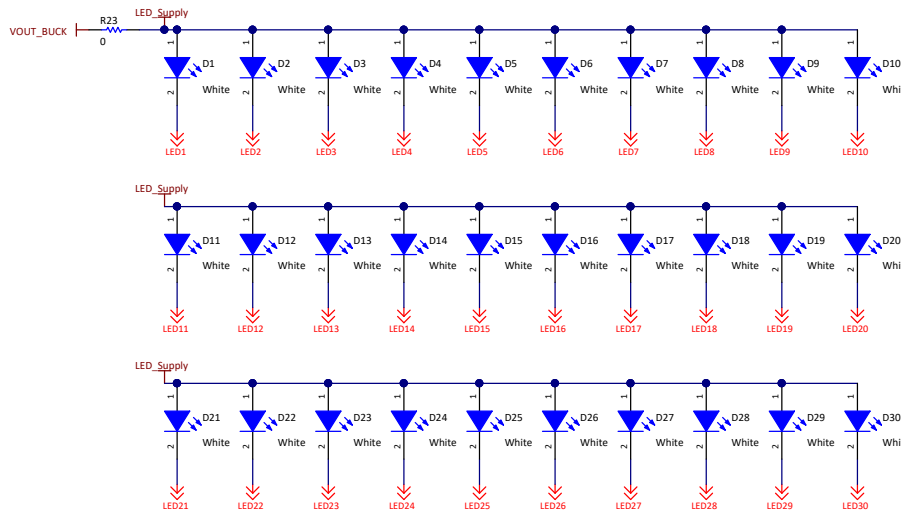 R23 LED_Supply
VOUT_BUCK
0
1 1 1 1 1 1 1 1 1 1
D1 D2 D3 D4 D5 D6 D7 D8 D9 D10
2 2 2 2 2 2 2 2 2 2
White White White White White White White White White Whi
LED1 LED2 LED3 LED4 LED5 LED6 LED7 LED8 LED9 LED10
LED_Supply
1 1 1 1 1 1 1 1 1 1
D11 D12 D13 D14 D15 D16 D17 D18 D19 D20
2 2 2 2 2 2 2 2 2 2
White White White White White White White White White Whi
LED11 LED12 LED13 LED14 LED15 LED16 LED17 LED18 LED19 LED20
LED_Supply
1 1 1 1 1 1 1 1 1 1
D21 D22 D23 D24 D25 D26 D27 D28 D29 D30
2 2 2 2 2 2 2 2 2 2
White White White White White White White White White Whi
LED21 LED22 LED23 LED24 LED25 LED26 LED27 LED28 LED29 LED30